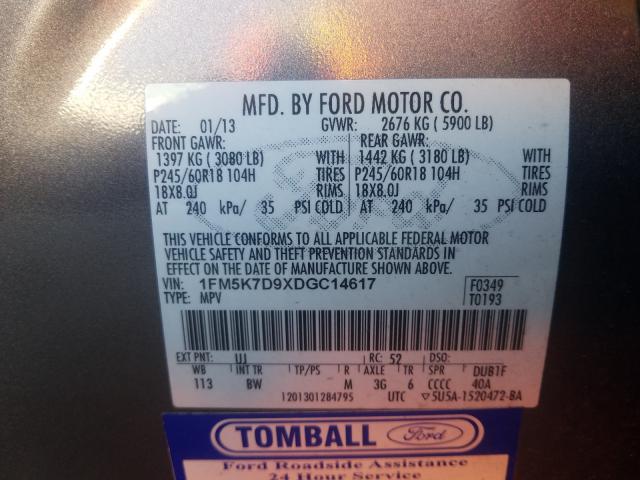 MFD. BY FORD MOTOR CO.
DATE: 01/13 GVWR: 2676 KG ( 5900 LB)
FRONT GAWR: REAR GAWR:
1397 KG ( 3080 LB) WITH 1442 KG ( 3180 LB) WITH
P245/60R18 104H TIRES P245/60R18 104H TIRES
18X8.0J RIMS 18X8.0J RIMS
AT 240 kPa/ 35 PSI COLD AT 240 kPa/ 35 PSI COLD
THIS VEHICLE CONFORMS TO ALL APPLICABLE FEDERAL MOTOR
VEHICLE SAFETY AND THEFT PREVENTION STANDARDS IN
EFFECT ON THE DATE OF MANUFACTURE SHOWN ABOVE.
VIN: 1FM5K7D9XDGC14617 F0349
TYPE: MPV T0193
EXT PNT: UJ RC: 52 DSO:
WB INT TR TP/PS R AXLE TR SPR DUB1F
113 BW M 3G 6 CCCC 40A
1201301284795 UTC ▽5U5A-1520472-BA
TOMBALL Ford
Ford Roadside Assistance
24 Hour Service